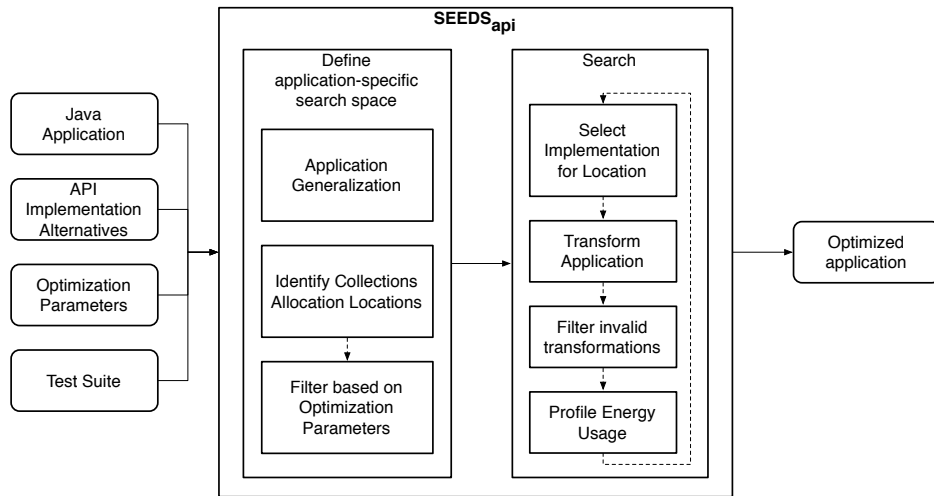 SEEDSapi
Java
Application
API
Implementation
Alternatives
Optimization
Parameters
Test Suite
Define
application-specific
search space
Application
Generalization
Identify Collections
Allocation Locations
Filter based on
Optimization
Parameters
Search
Select
Implementation
for Location
Transform
Application
Filter invalid
transformations
Profile Energy
Usage
Optimized
application